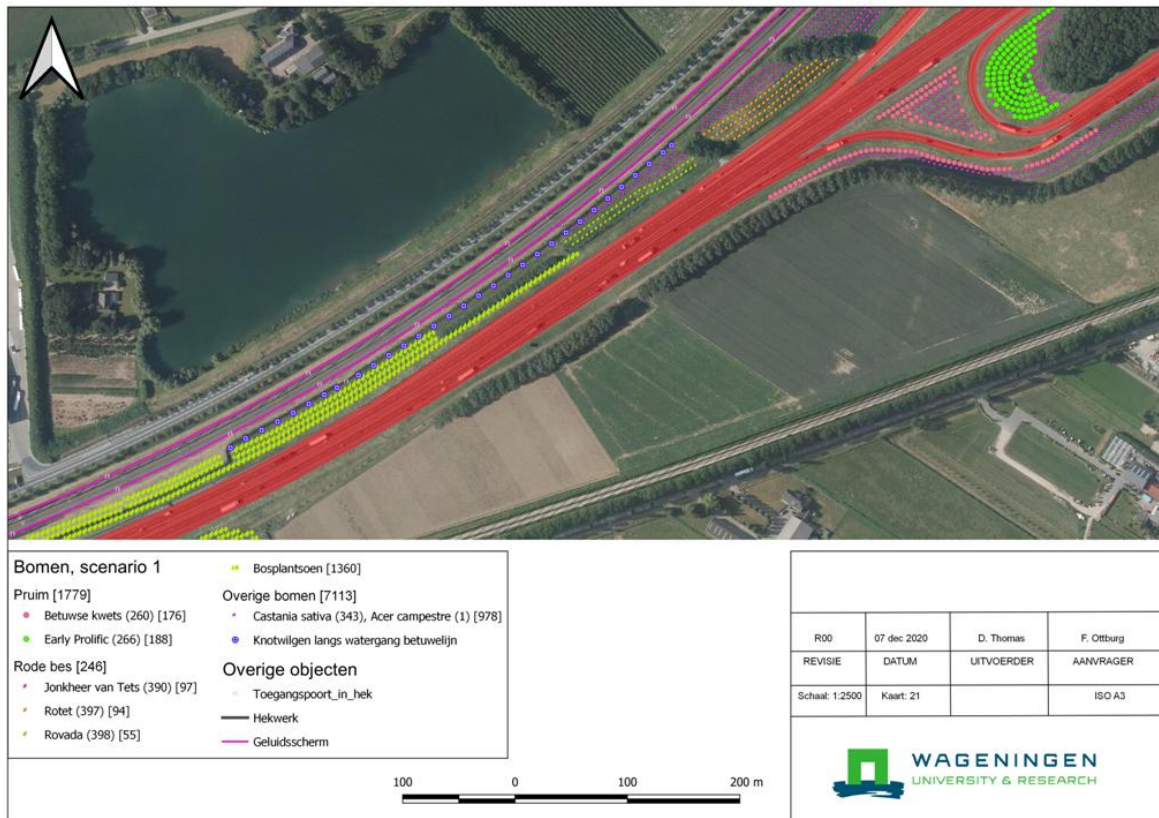 Bomen, scenario 1
Pruim [1779]
Betuwse kwets (260) [176]
Early Prolific (266) [188]
Rode bes [246]
Jonkheer van Tets (390) [97]
Rotet (397) [94]
Rovada (398) [55]
Bosplantsoen [1360]
Overige bomen [7113]
Castania sativa (343), Acer campestre (1) [978]
Knotwilgen langs watergang betuwelijn
Overige objecten
Toegangspoort_in_hek
Hekwerk
Geluidsscherm
100 0 100 200 m
R00 07 dec 2020 D. Thomas F. Ottburg
REVISIE DATUM UITVOERDER AANVRAGER
Schaal: 1:2500 Kaart: 21 ISO A3
WAGENINGEN
UNIVERSITY & RESEARCH